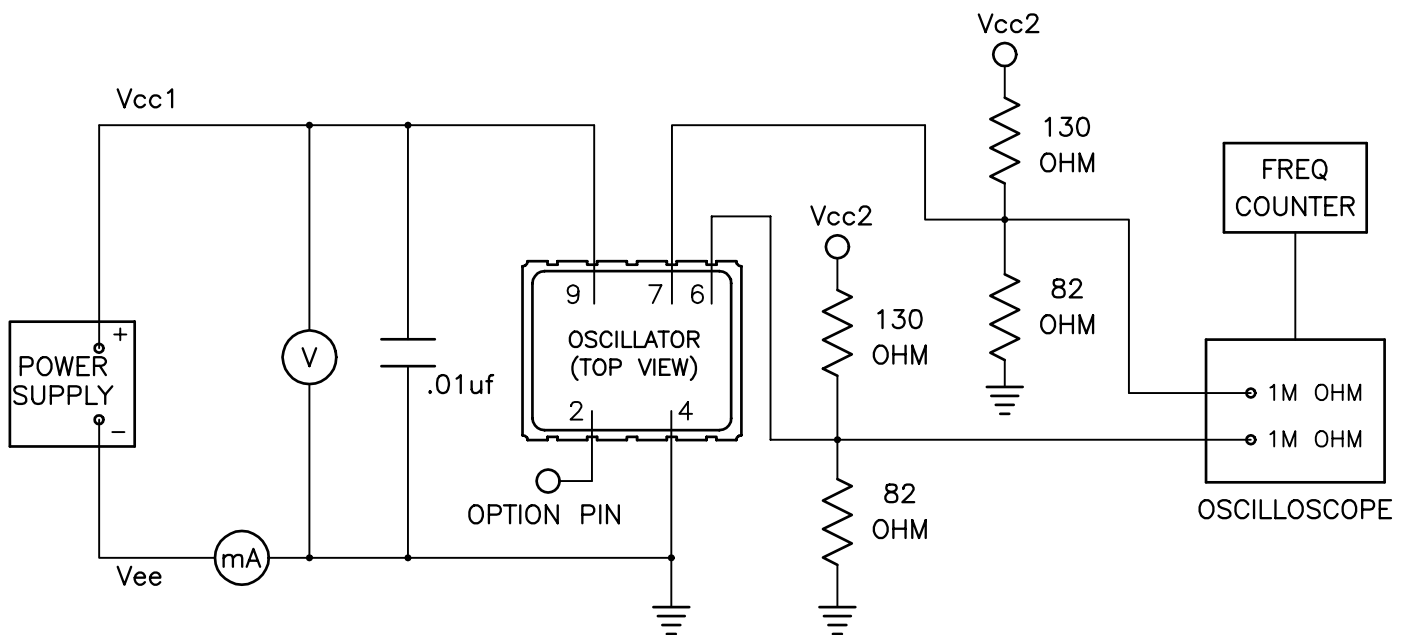 Vcc2
Vcc1
130
OHM
FREQ
COUNTER
Vcc2
9
7
6
82
OHM
130
OHM
+
POWER
SUPPLY
–
V
.01uf
OSCILLATOR
(TOP VIEW)
2
4
1M OHM
1M OHM
OPTION PIN
82
OHM
OSCILLOSCOPE
mA
Vee